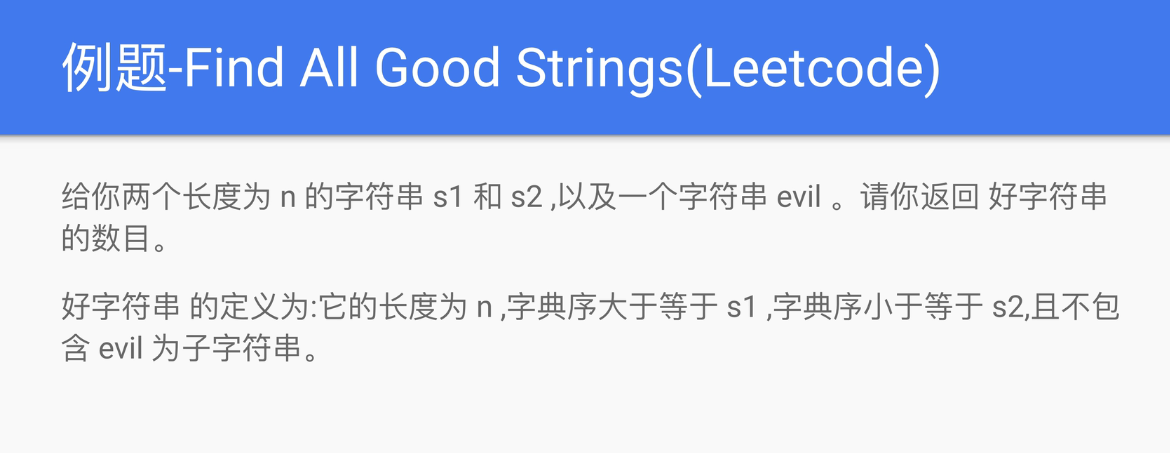 例题-Find All Good Strings(Leetcode)
给你两个长度为 n 的字符串 s1 和 s2 ,以及一个字符串 evil 。请你返回 好字符串
的数目。
好字符串 的定义为:它的长度为 n ,字典序大于等于 s1 ,字典序小于等于 s2,且不包
含 evil 为子字符串。